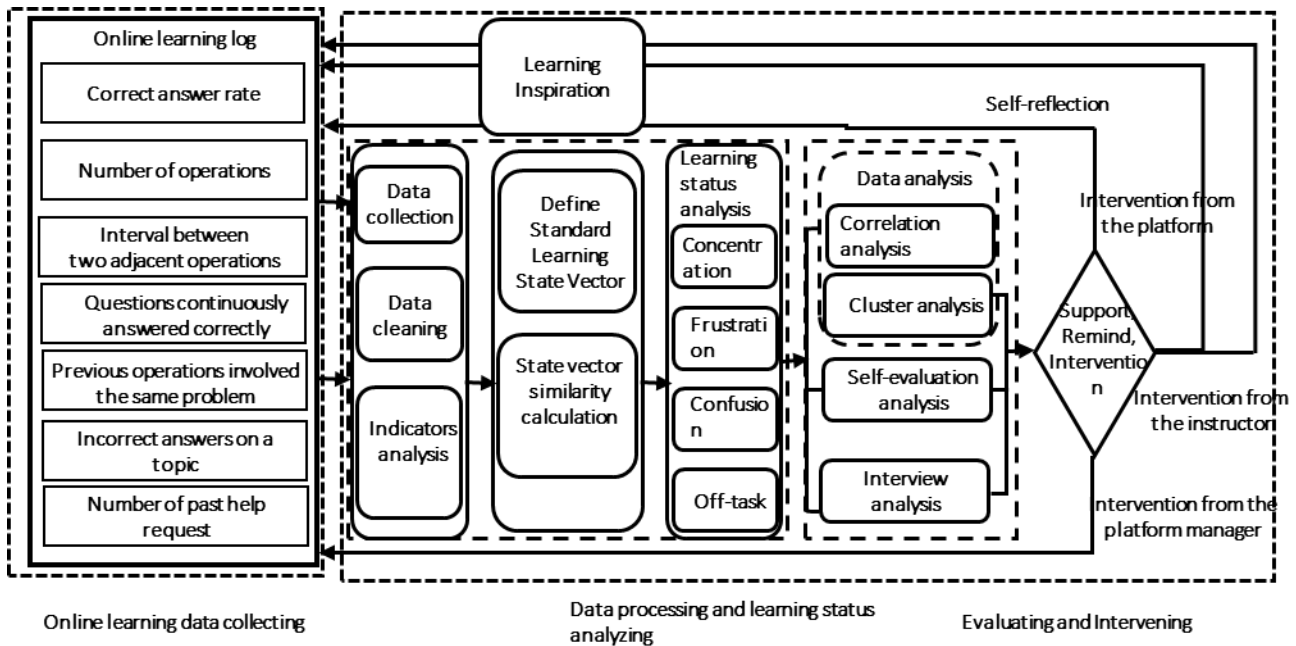 Online learning log
Correct answer rate
Number of operations
Interval between
two adjacent operations
Questions continuously
answered correctly
Previous operations involved
the same problem
Incorrect answers on a
topic
Number of past help
request
Learning
Inspiration
Data
collection
Data
cleaning
Indicators
analysis
Define
Standard
Learning
State Vector
State vector
similarity
calculation
Learning
status
analysis
Concentr
ation
Frustrati
on
Confusio
n
Off-task
Data analysis
Correlation
analysis
Cluster analysis
Self-evaluation
analysis
Interview
analysis
Self-reflection
Intervention from
the platform
Support,
Remind,
Interventio
n
Intervention from
the instructor
Intervention from the
platform manager
Online learning data collecting
Data processing and learning status
analyzing
Evaluating and Intervening